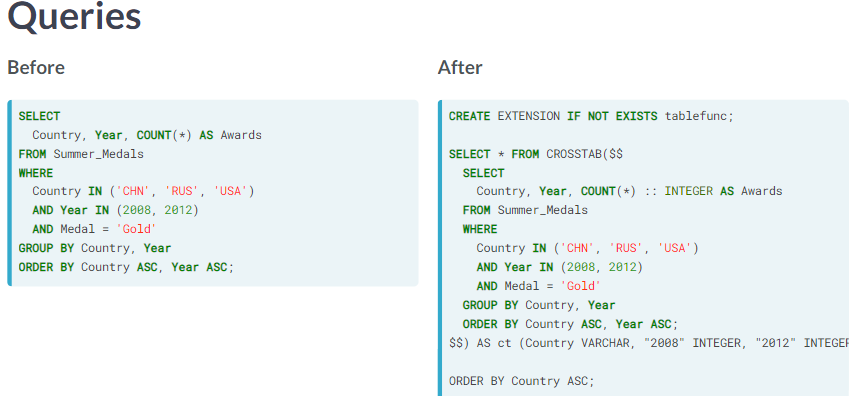 Queries
Before
SELECT
Country, Year, COUNT(*) AS Awards
FROM Summer_Medals
WHERE
Country IN ('CHN', 'RUS', 'USA')
AND Year IN (2008, 2012)
AND Medal = 'Gold'
GROUP BY Country, Year
ORDER BY Country ASC, Year ASC;
After
CREATE EXTENSION IF NOT EXISTS tablefunc;
SELECT * FROM CROSSTAB($$
SELECT
Country, Year, COUNT(*) :: INTEGER AS Awards
FROM Summer_Medals
WHERE
Country IN ('CHN', 'RUS', 'USA')
AND Year IN (2008, 2012)
AND Medal = 'Gold'
GROUP BY Country, Year
ORDER BY Country ASC, Year ASC;
$$) AS ct (Country VARCHAR, "2008" INTEGER, "2012" INTEGER
ORDER BY Country ASC;